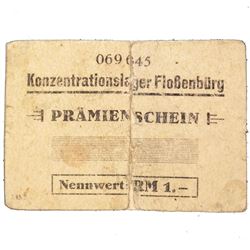 069645
Konzentrationslager Floßenbürg
PRÄMIENSCHEIN
Nennwert: RM 1.-